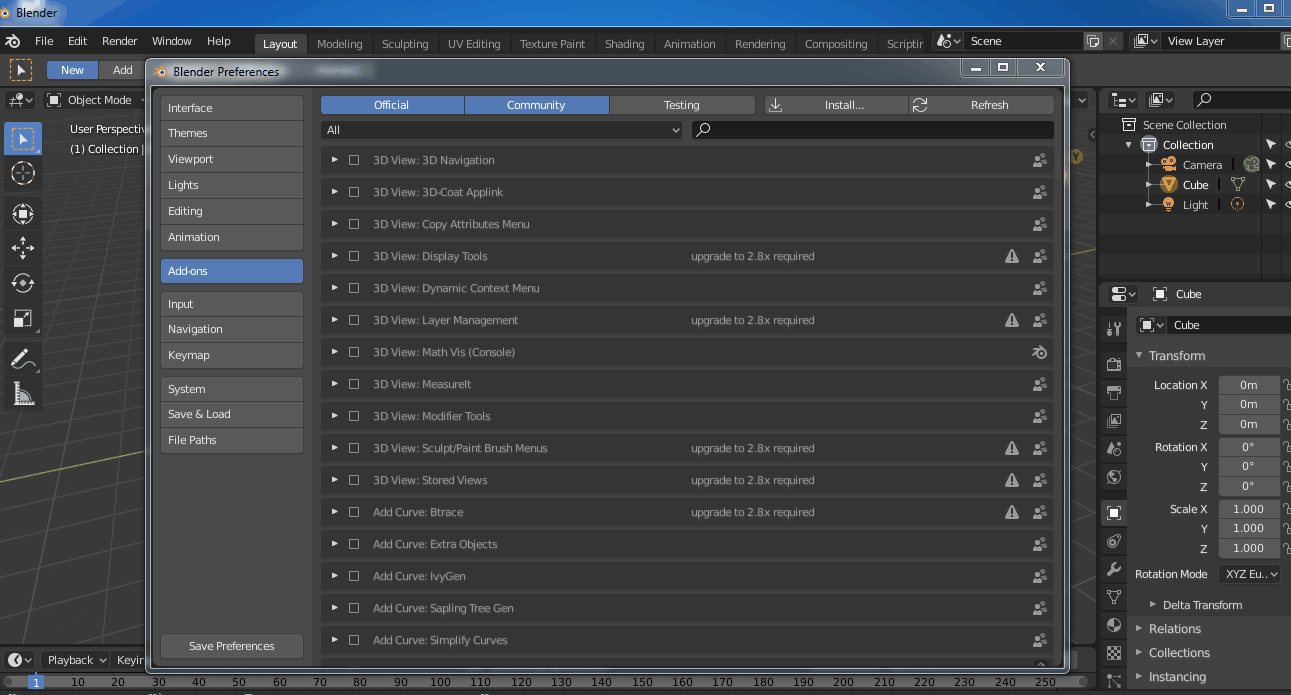 Blender
File Edit Render Window Help Layout Modeling Sculpting UV Editing Texture Paint Shading Animation Rendering Compositing Scriptin Scene View Layer
New Add
Blender Preferences
Object Mode
User Perspectiv
(1) Collection |
Interface
Themes
Viewport
Lights
Editing
Animation
Add-ons
Input
Navigation
Keymap
System
Save & Load
File Paths
Save Preferences
Official Community Testing Install... Refresh
All
3D View: 3D Navigation
3D View: 3D-Coat Applink
3D View: Copy Attributes Menu
3D View: Display Tools upgrade to 2.8x required
3D View: Dynamic Context Menu
3D View: Layer Management upgrade to 2.8x required
3D View: Math Vis (Console)
3D View: MeasureIt
3D View: Modifier Tools
3D View: Sculpt/Paint Brush Menus upgrade to 2.8x required
3D View: Stored Views upgrade to 2.8x required
Add Curve: Btrace upgrade to 2.8x required
Add Curve: Extra Objects
Add Curve: IvyGen
Add Curve: Sapling Tree Gen
Add Curve: Simplify Curves
Y
Scene Collection
Collection
Camera
Cube
Light
Cube
Cube
Transform
Location X 0m
Y 0m
Z 0m
Rotation X 0°
Y 0°
Z 0°
Scale X 1.000
Y 1.000
Z 1.000
Rotation Mode XYZ Eu..
Delta Transform
Relations
Collections
Instancing
Playback Keyin
1 10 20 30 40 50 60 70 80 90 100 110 120 130 140 150 160 170 180 190 200 210 220 230 240 250